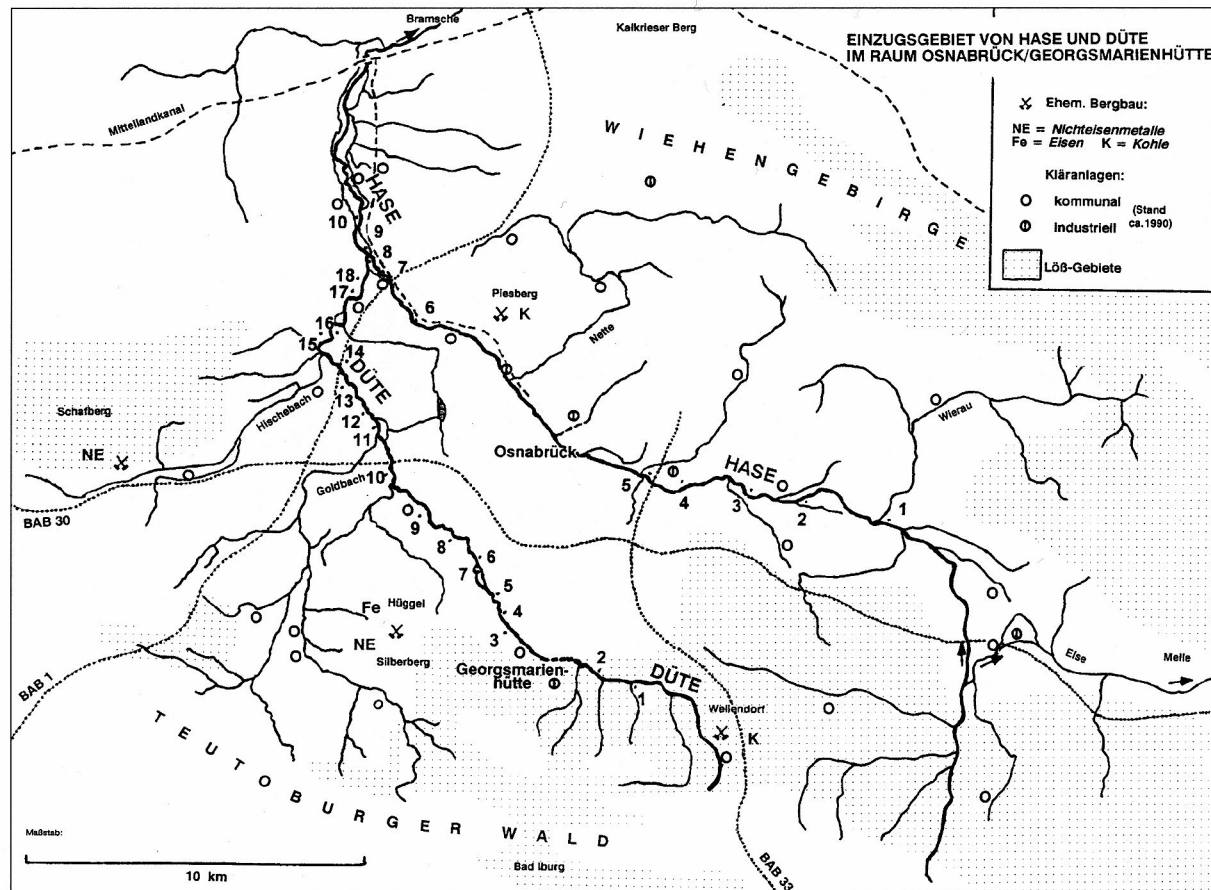 Bramsche
Kalkrieser Berg
EINZUGSGEBIET VON HASE UND DÜTE
IM RAUM OSNABRÜCK/GEORGSMARIENHÜTTE
Ehem. Bergbau:
NE = Nichteisenmetalle
Fe = Eisen K = Kohle
Kläranlagen:
kommunal
(Stand
ca.1990)
Industriell
Löß-Gebiete
Mittellandkanal
WIEHENGEBIRGE
HASE
10
9
8
7
18
17
6
Piesberg
K
16
15
14
Nette
DÜTE
13
12
11
Schafberg
Hischebach
NE
Wierau
Osnabrück
HASE
5
4
3
2
1
BAB 30
Goldbach
10
9
8
7
6
5
4
3
Fe
Hüggel
NE
Silberberg
Georgsmarien-
hütte
2
1
DÜTE
Wellendorf
K
Else
Melle
BAB 1
TEUTOBURGER WALD
Maßstab:
10 km
Bad Iburg
BAB 33